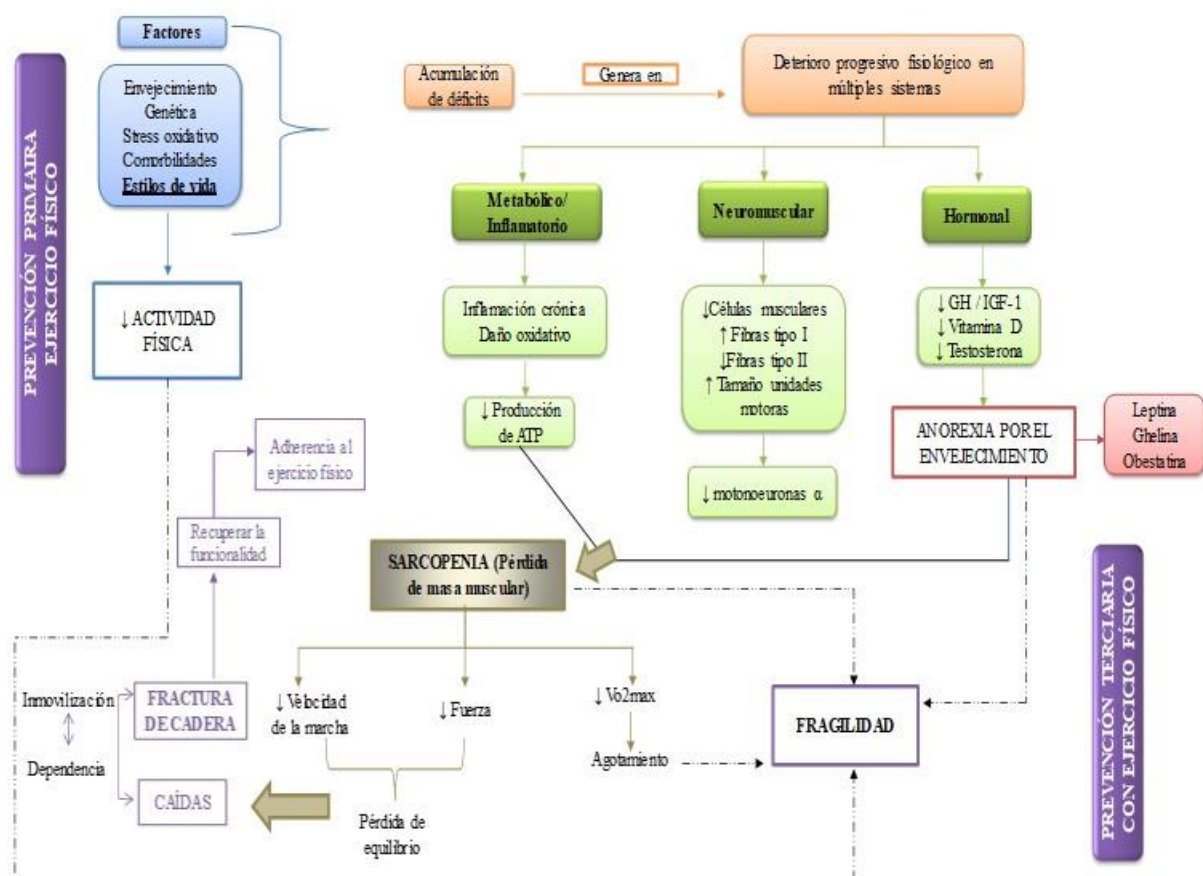 PREVENCIÓN PRIMAIRA
EJERCICIO FÍSICO
Factores
Envejecimiento
Genética
Stress oxidativo
Comorbilidades
Estilos de vida
↓ ACTIVIDAD
FÍSICA
Acumulación
de déficits
Genera en
Deterioro progresivo fisiológico en
múltiples sistemas
Metabólico/
Inflamatorio
Neuromuscular
Hormonal
Inflamación crónica
Daño oxidativo
↓ Producción
de ATP
↓Células musculares
↑ Fibras tipo I
↓Fibras tipo II
↑ Tamaño unidades
motoras
↓ motonoeuronas α
↓ GH / IGF-1
↓ Vitamina D
↓ Testosterona
ANOREXIA POR EL
ENVEJECIMIENTO
Leptina
Ghelina
Obestatina
Adherencia al
ejercicio físico
Recuperar la
funcionalidad
SARCOPENIA (Pérdida
de masa muscular)
Inmovilización
Dependencia
FRACTURA
DE CADERA
CAÍDAS
↓ Velocidad
de la marcha
↓ Fuerza
↓ Vo2max
Agotamiento
Pérdida de
equilibrio
FRAGILIDAD
PREVENCIÓN TERCIARIA
CON EJERCICIO FÍSICO